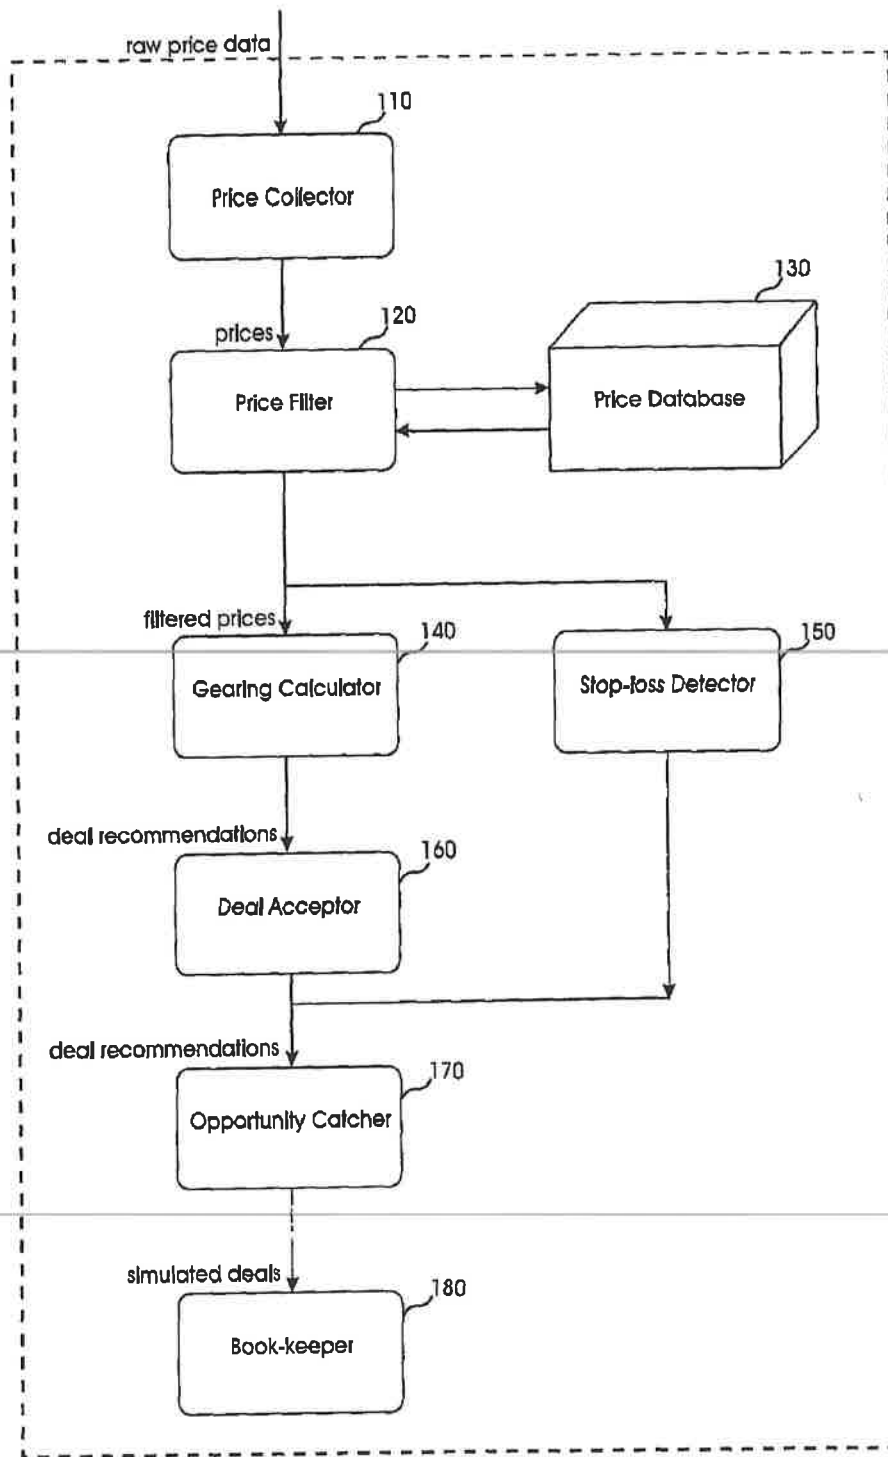 raw price data
110
Price Collector
130
120
prices
Price Filter
Price Database
filtered prices
140
150
Gearing Calculator
Stop-loss Detector
deal recommendations
160
Deal Acceptor
deal recommendations
170
Opportunity Catcher
simulated deals
180
Book-keeper